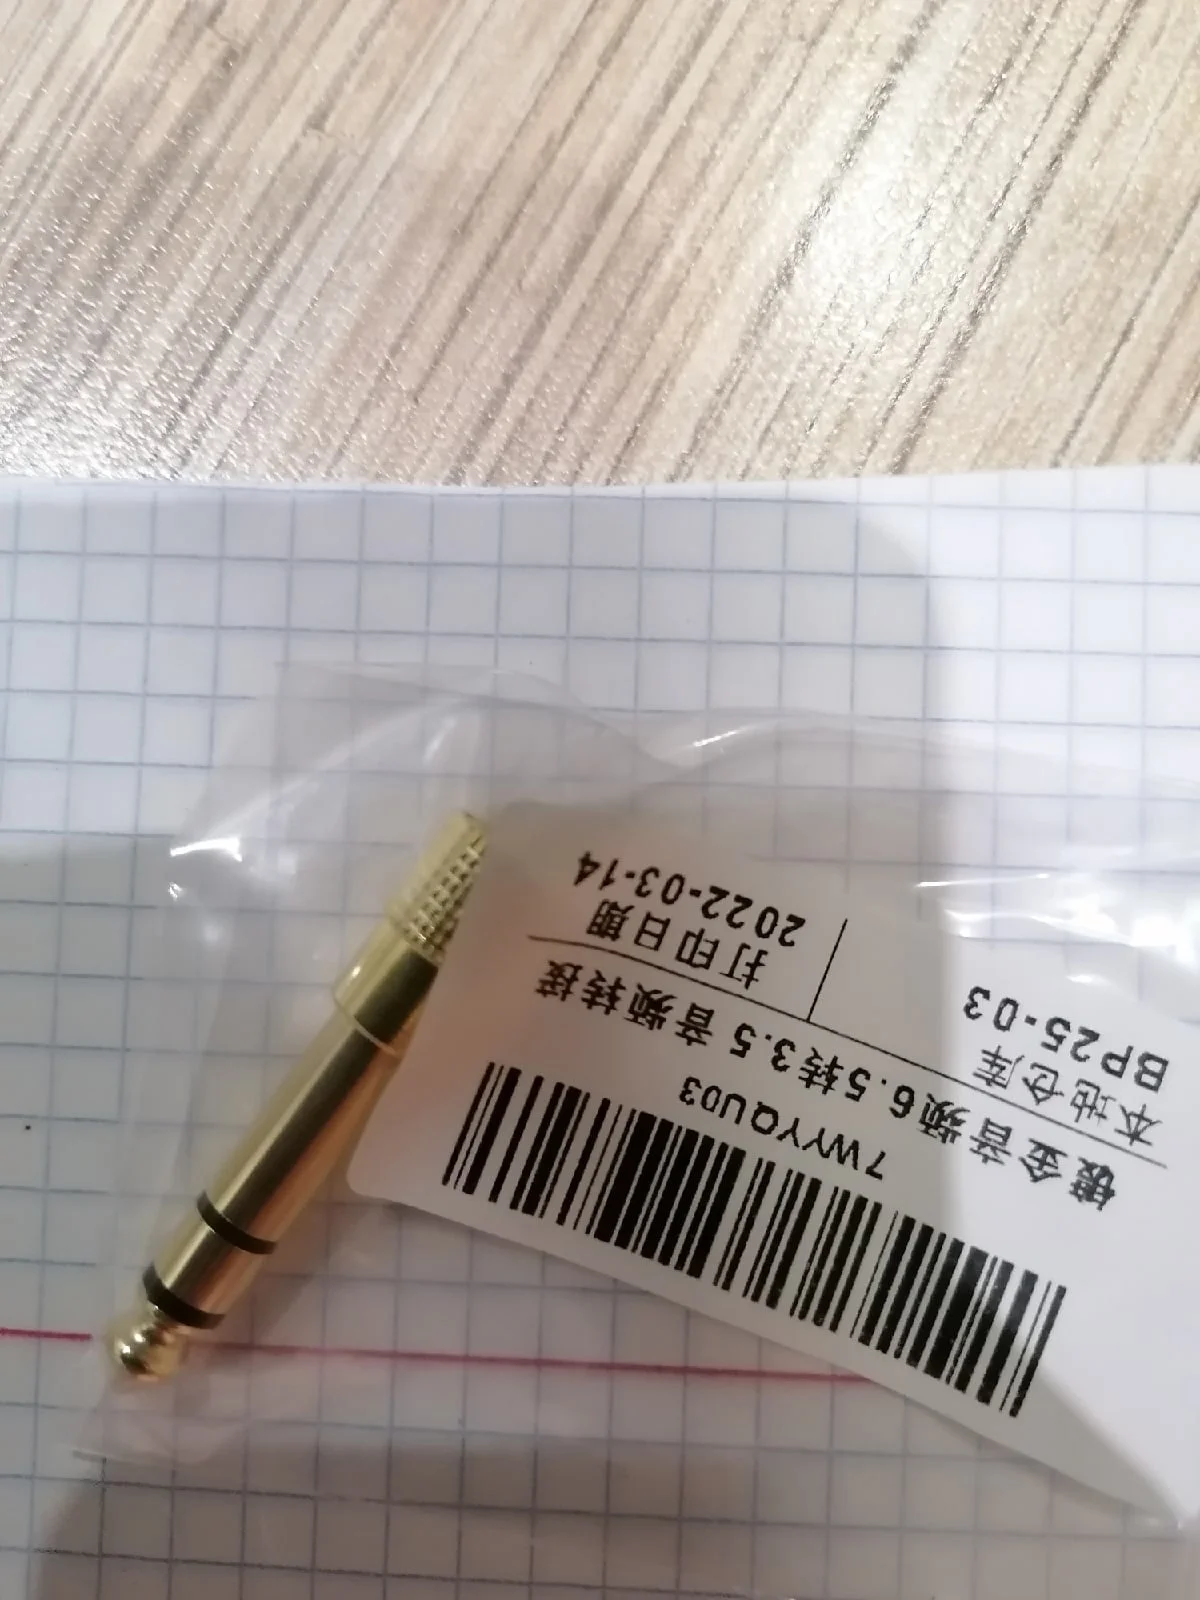 7WYYQU03
镀金音频6.5转3.5 音频转接
本地仓库 打印日期
BP25-03 2022-03-14